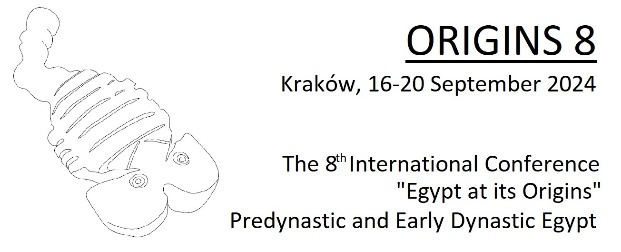 ORIGINS 8
Kraków, 16-20 September 2024
The 8th International Conference
"Egypt at its Origins"
Predynastic and Early Dynastic Egypt